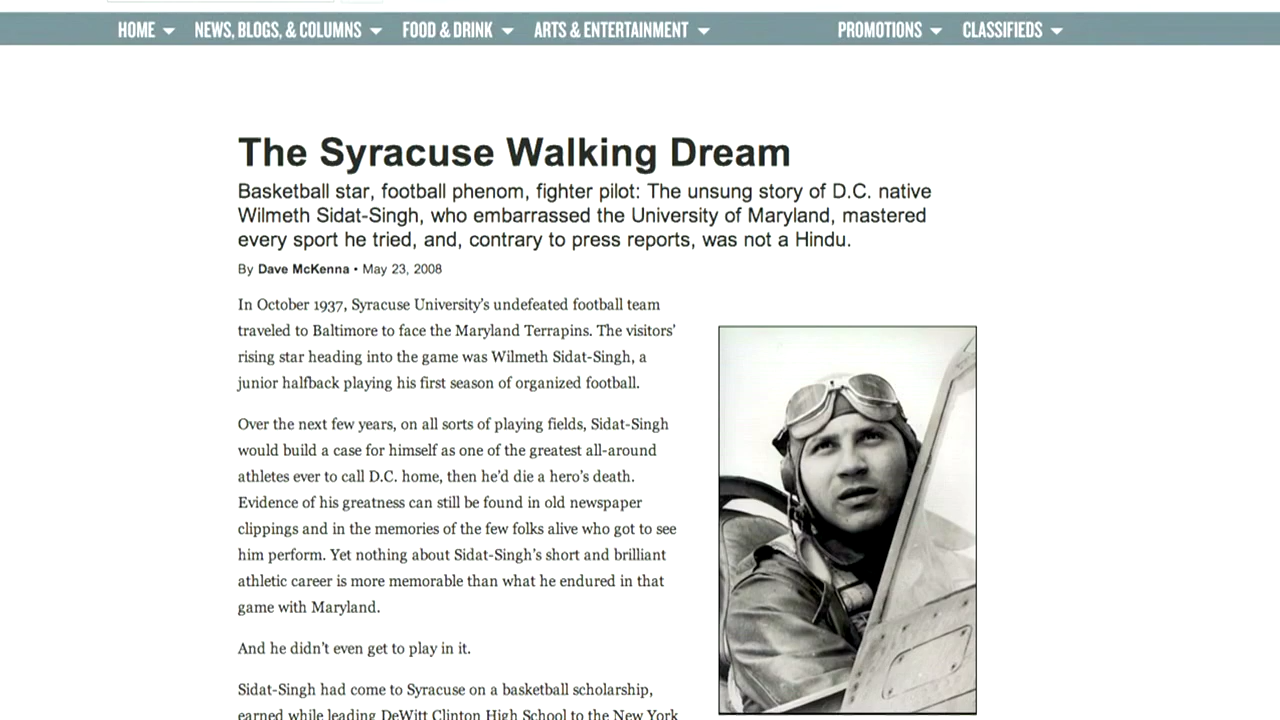 HOME NEWS, BLOGS, & COLUMNS FOOD & DRINK ARTS & ENTERTAINMENT PROMOTIONS CLASSIFIEDS
The Syracuse Walking Dream
Basketball star, football phenom, fighter pilot: The unsung story of D.C. native
Wilmeth Sidat-Singh, who embarrassed the University of Maryland, mastered
every sport he tried, and, contrary to press reports, was not a Hindu.
By Dave McKenna • May 23, 2008
In October 1937, Syracuse University’s undefeated football team
traveled to Baltimore to face the Maryland Terrapins. The visitors’
rising star heading into the game was Wilmeth Sidat-Singh, a
junior halfback playing his first season of organized football.
Over the next few years, on all sorts of playing fields, Sidat-Singh
would build a case for himself as one of the greatest all-around
athletes ever to call D.C. home, then he’d die a hero’s death.
Evidence of his greatness can still be found in old newspaper
clippings and in the memories of the few folks alive who got to see
him perform. Yet nothing about Sidat-Singh’s short and brilliant
athletic career is more memorable than what he endured in that
game with Maryland.
And he didn’t even get to play in it.
Sidat-Singh had come to Syracuse on a basketball scholarship,
earned while leading DeWitt Clinton High School to the New York